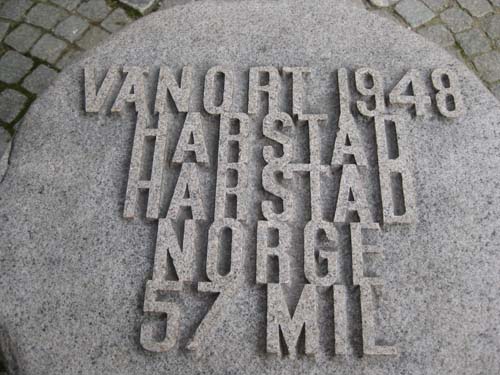 VÄNORT 1948
HARSTAD
HARSTAD
NORGE
57 MIL